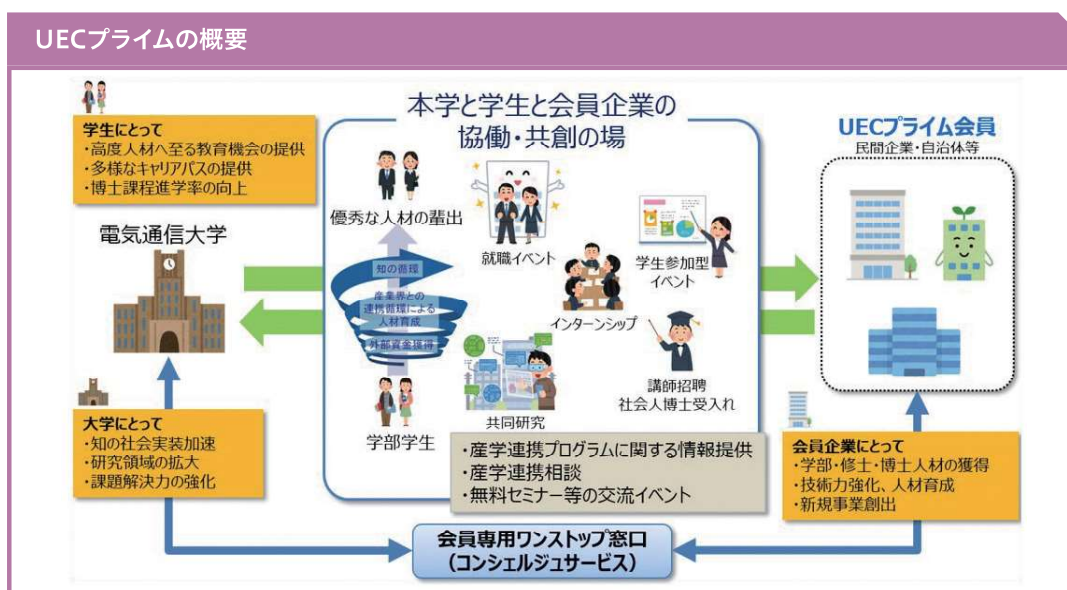 UECプライムの概要
本学と学生と会員企業の
協働・共創の場
学生にとって
・高度人材へ至る教育機会の提供
・多様なキャリアパスの提供
・博士課程進学率の向上
電気通信大学
UECプライム会員
民間企業・自治体等
優秀な人材の輩出
就職イベント
学生参加型
イベント
知の循環
産業界との
連携循環による
人材育成
外部資金獲得
インターンシップ
講師招聘
社会人博士受入れ
共同研究
学部学生
・産学連携プログラムに関する情報提供
・産学連携相談
・無料セミナー等の交流イベント
大学にとって
・知の社会実装加速
・研究領域の拡大
・課題解決力の強化
会員企業にとって
・学部・修士・博士人材の獲得
・技術力強化、人材育成
・新規事業創出
会員専用ワンストップ窓口
（コンシェルジュサービス）